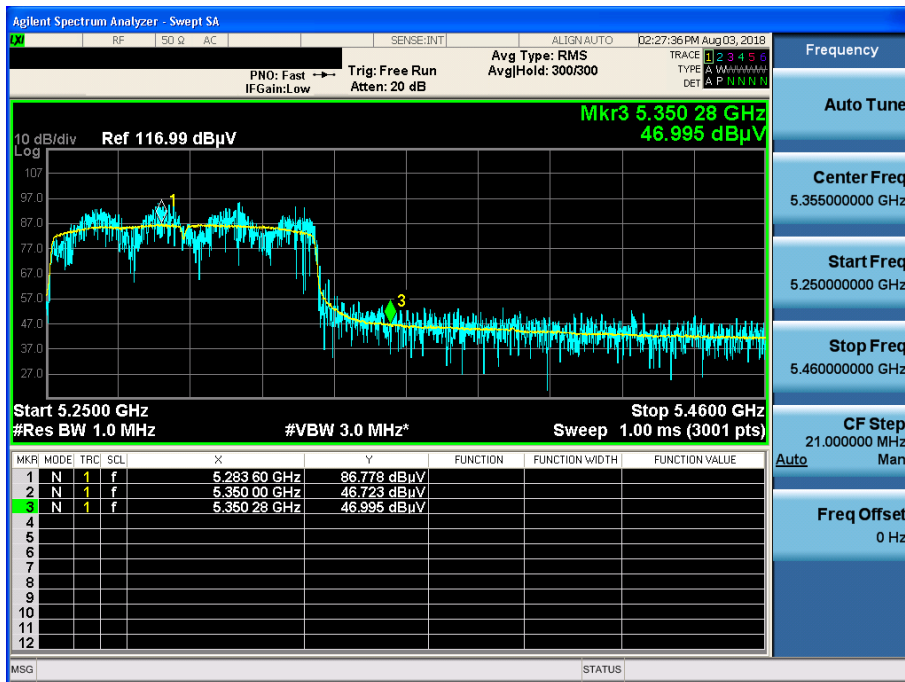 Agilent Spectrum Analyzer - Swept SA
LXI RF 50 Ω AC SENSE:INT ALIGN AUTO 02:27:36 PM Aug 03, 2018
PNO: Fast
IFGain:Low
Trig: Free Run
Atten: 20 dB
Avg Type: RMS
Avg|Hold: 300/300
TRACE 1 2 3 4 5 6
TYPE A W W W W W
DET A P N N N N
Mkr3 5.350 28 GHz
46.995 dBµV
10 dB/div Ref 116.99 dBµV
Log
107
97.0
87.0
77.0
67.0
57.0
47.0
37.0
27.0
1
3
Start 5.2500 GHz Stop 5.4600 GHz
#Res BW 1.0 MHz #VBW 3.0 MHz* Sweep 1.00 ms (3001 pts)
MKR MODE TRC SCL X Y FUNCTION FUNCTION WIDTH FUNCTION VALUE
1 N 1 f 5.283 60 GHz 86.778 dBµV
2 N 1 f 5.350 00 GHz 46.723 dBµV
3 N 1 f 5.350 28 GHz 46.995 dBµV
4
5
6
7
8
9
10
11
12
MSG STATUS
Frequency
Auto Tune
Center Freq
5.355000000 GHz
Start Freq
5.250000000 GHz
Stop Freq
5.460000000 GHz
CF Step
21.000000 MHz
Auto Man
Freq Offset
0 Hz